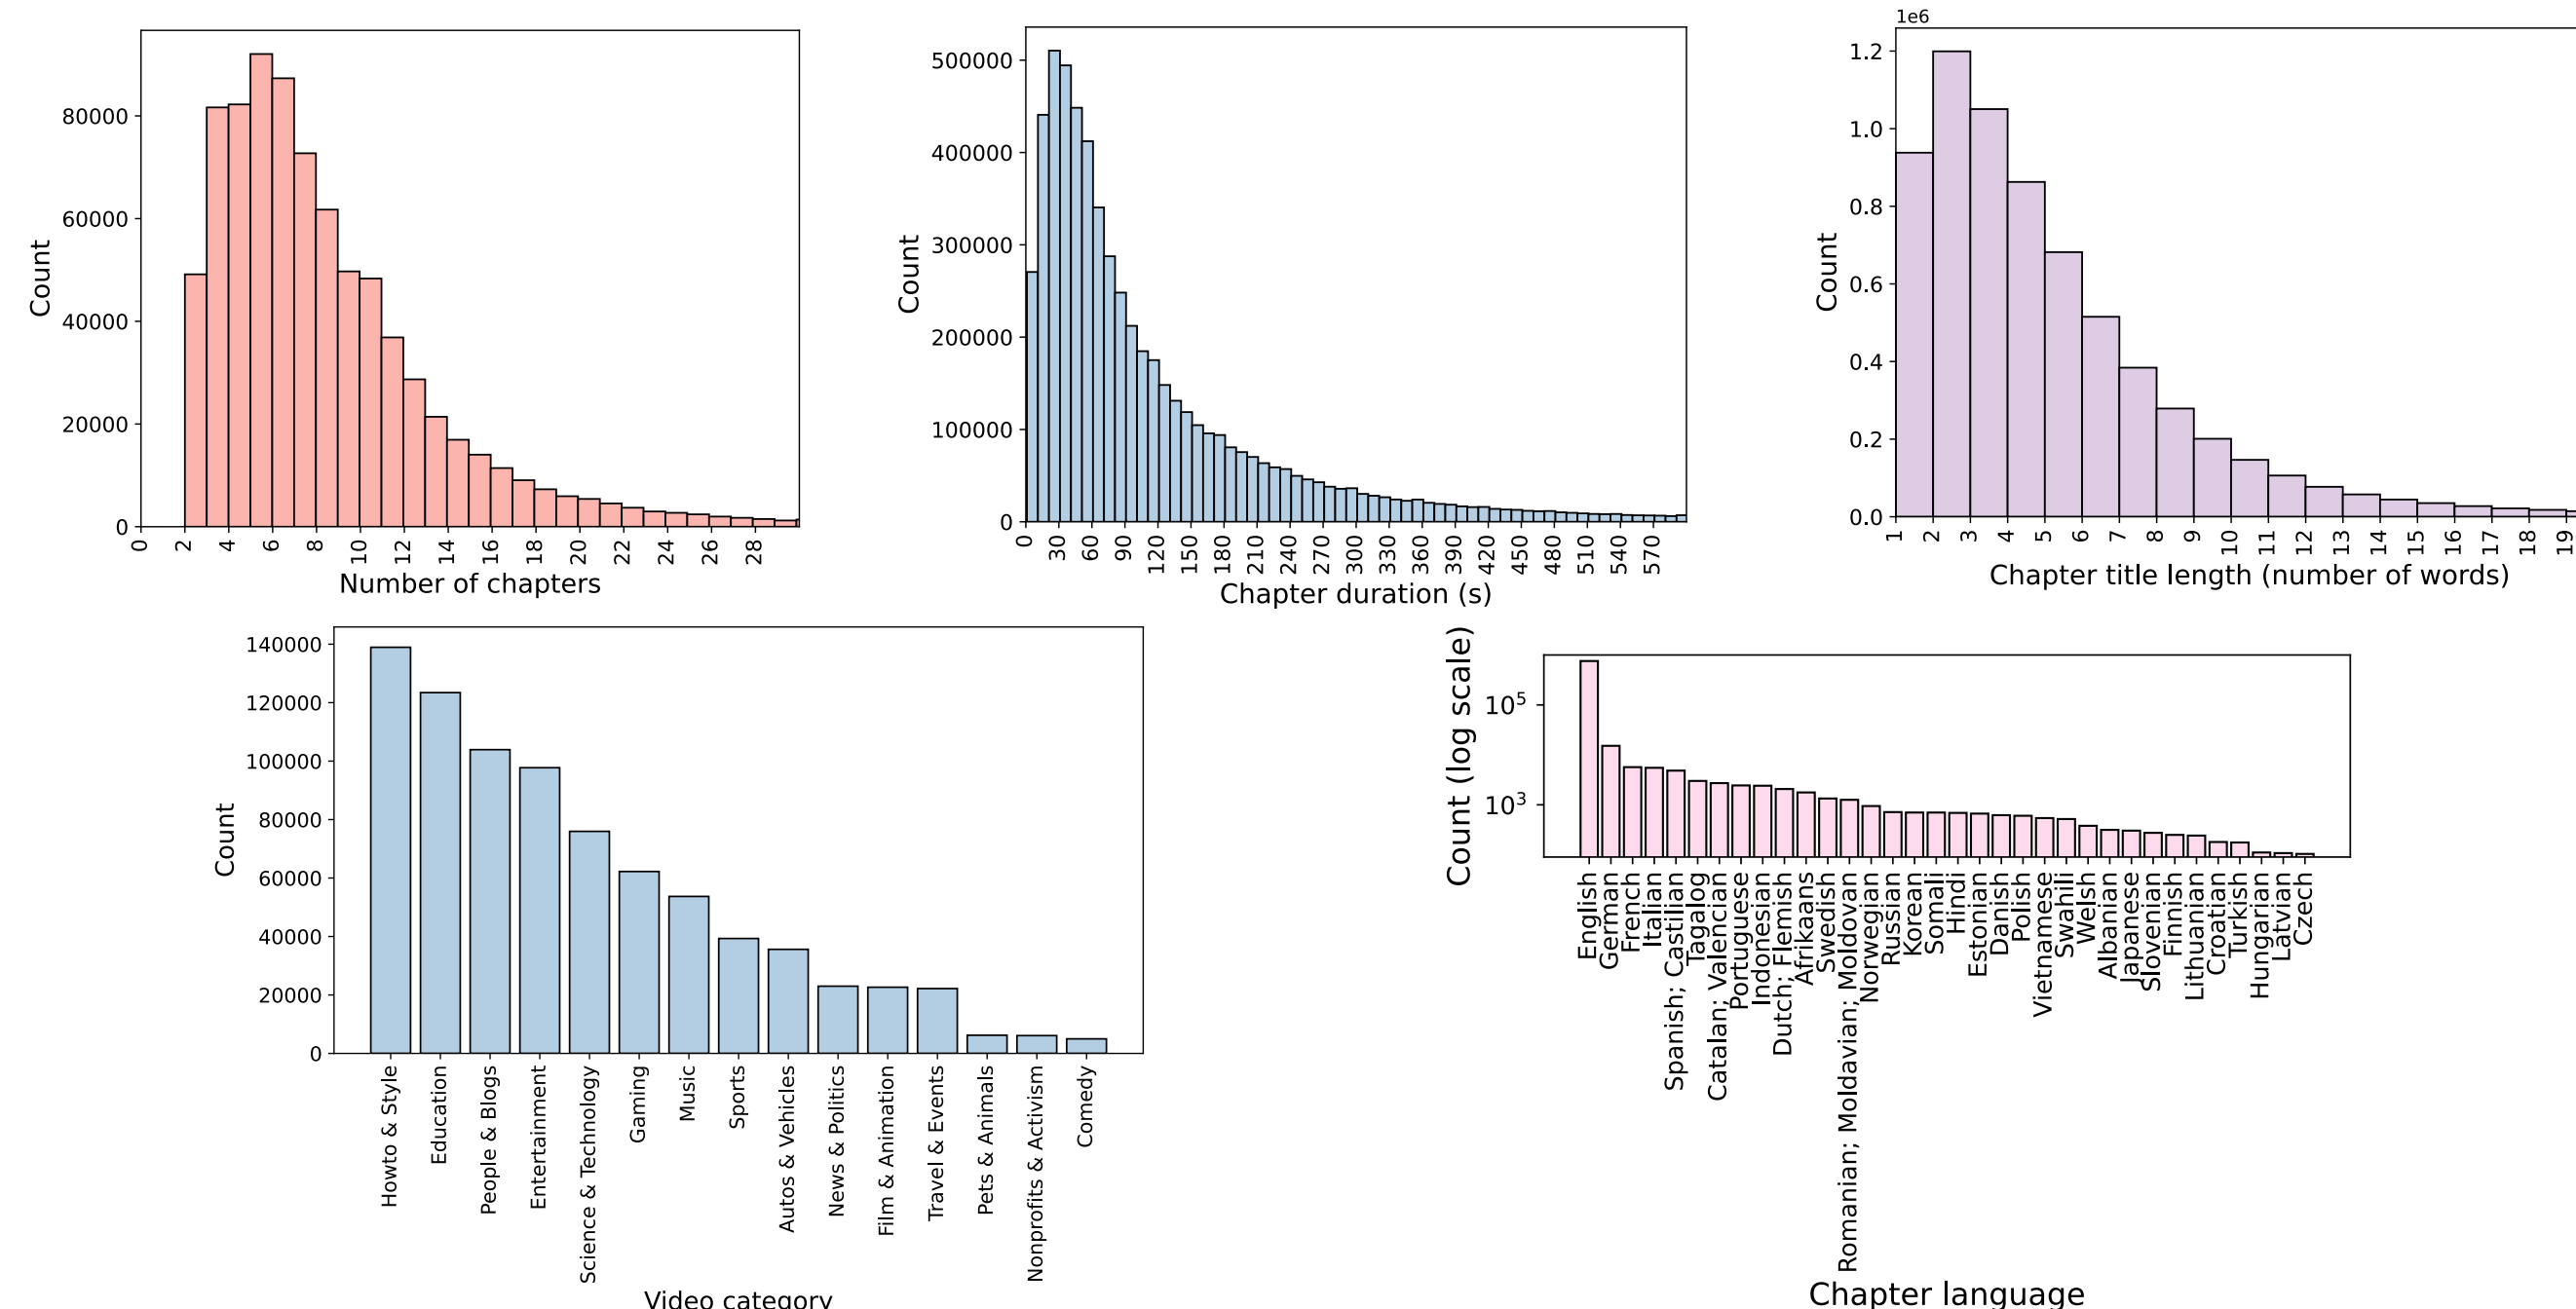 Count
80000
60000
40000
20000
0
0 2 4 6 8 10 12 14 16 18 20 22 24 26 28
Number of chapters
Count
500000
400000
300000
200000
100000
0
0 30 60 90 120 150 180 210 240 270 300 330 360 390 420 450 480 510 540 570
Chapter duration (s)
1e6
Count
1.2
1.0
0.8
0.6
0.4
0.2
0.0
1 2 3 4 5 6 7 8 9 10 11 12 13 14 15 16 17 18 19
Chapter title length (number of words)
Count
140000
120000
100000
80000
60000
40000
20000
0
Howto & Style
Education
People & Blogs
Entertainment
Science & Technology
Gaming
Music
Sports
Autos & Vehicles
News & Politics
Film & Animation
Travel & Events
Pets & Animals
Nonprofits & Activism
Comedy
Video category
Count (log scale)
10⁵
10³
English
German
French
Italian
Spanish; Castilian
Tagalog
Catalan; Valencian
Portuguese
Indonesian
Dutch; Flemish
Afrikaans
Swedish
Romanian; Moldavian; Moldovan
Norwegian
Russian
Korean
Somali
Hindi
Estonian
Danish
Polish
Vietnamese
Swahili
Welsh
Albanian
Japanese
Slovenian
Finnish
Lithuanian
Croatian
Turkish
Hungarian
Latvian
Czech
Chapter language